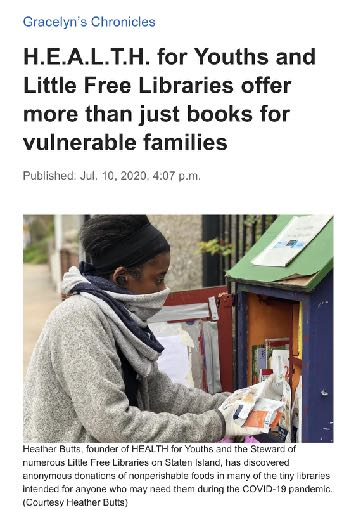 Gracelyn's Chronicles
H.E.A.L.T.H. for Youths and
Little Free Libraries offer
more than just books for
vulnerable families
Published: Jul. 10, 2020, 4:07 p.m.
Heather Butts, founder of HEALTH for Youths and the Steward of
numerous Little Free Libraries on Staten Island, has discovered
anonymous donations of nonperishable foods in many of the tiny libraries
intended for anyone who may need them during the COVID-19 pandemic.
(Courtesy Heather Butts)